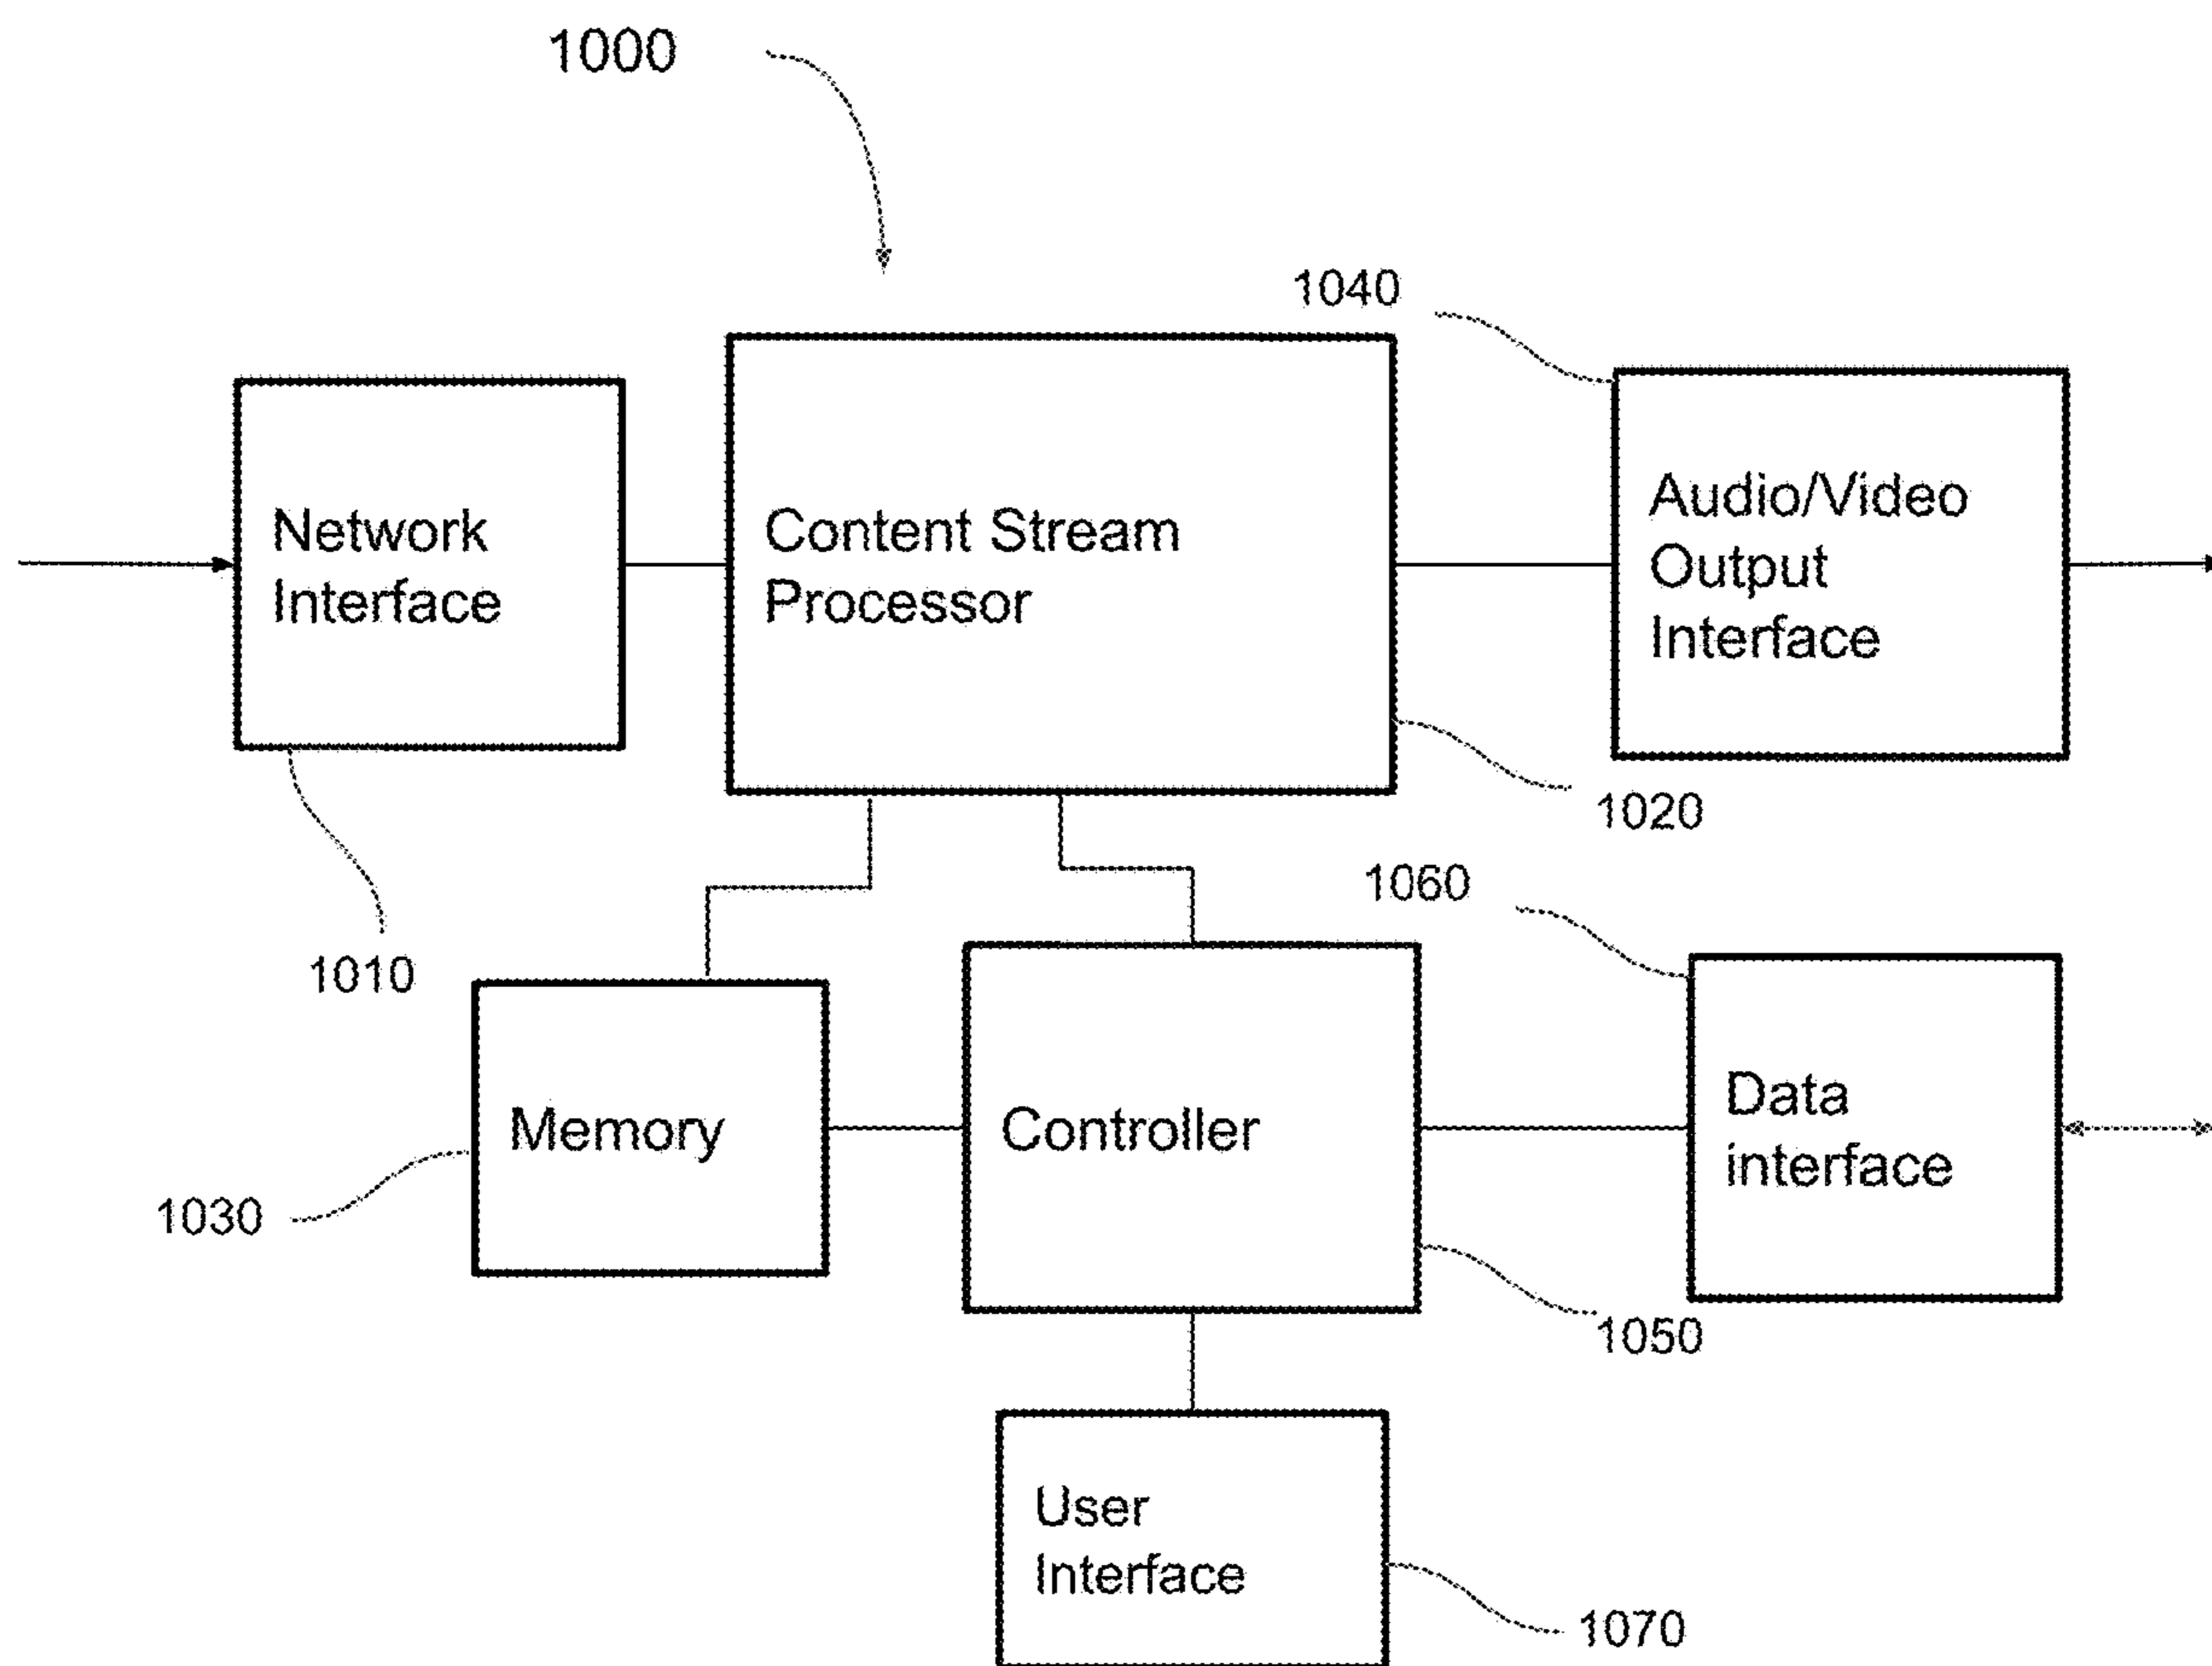 1000
1040
Network
Interface
Content Stream
Processor
Audio/Video
Output
Interface
1020
1010
1060
Memory
Controller
Data
interface
1030
1050
User
Interface
1070